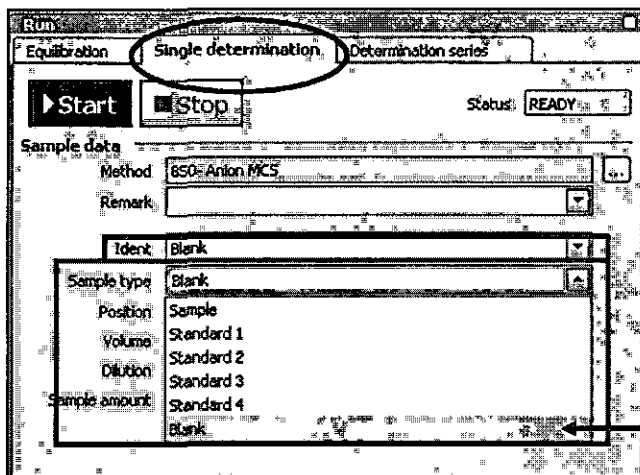 Run
Equilibration Single determination Determination series
Start Stop Status READY
Sample data
Method 850- Anion MCS
Remark
Ident Blank
Sample type Blank
Position Sample
Volume Standard 1
Standard 2
Dilution Standard 3
Sample amount Standard 4
Blank